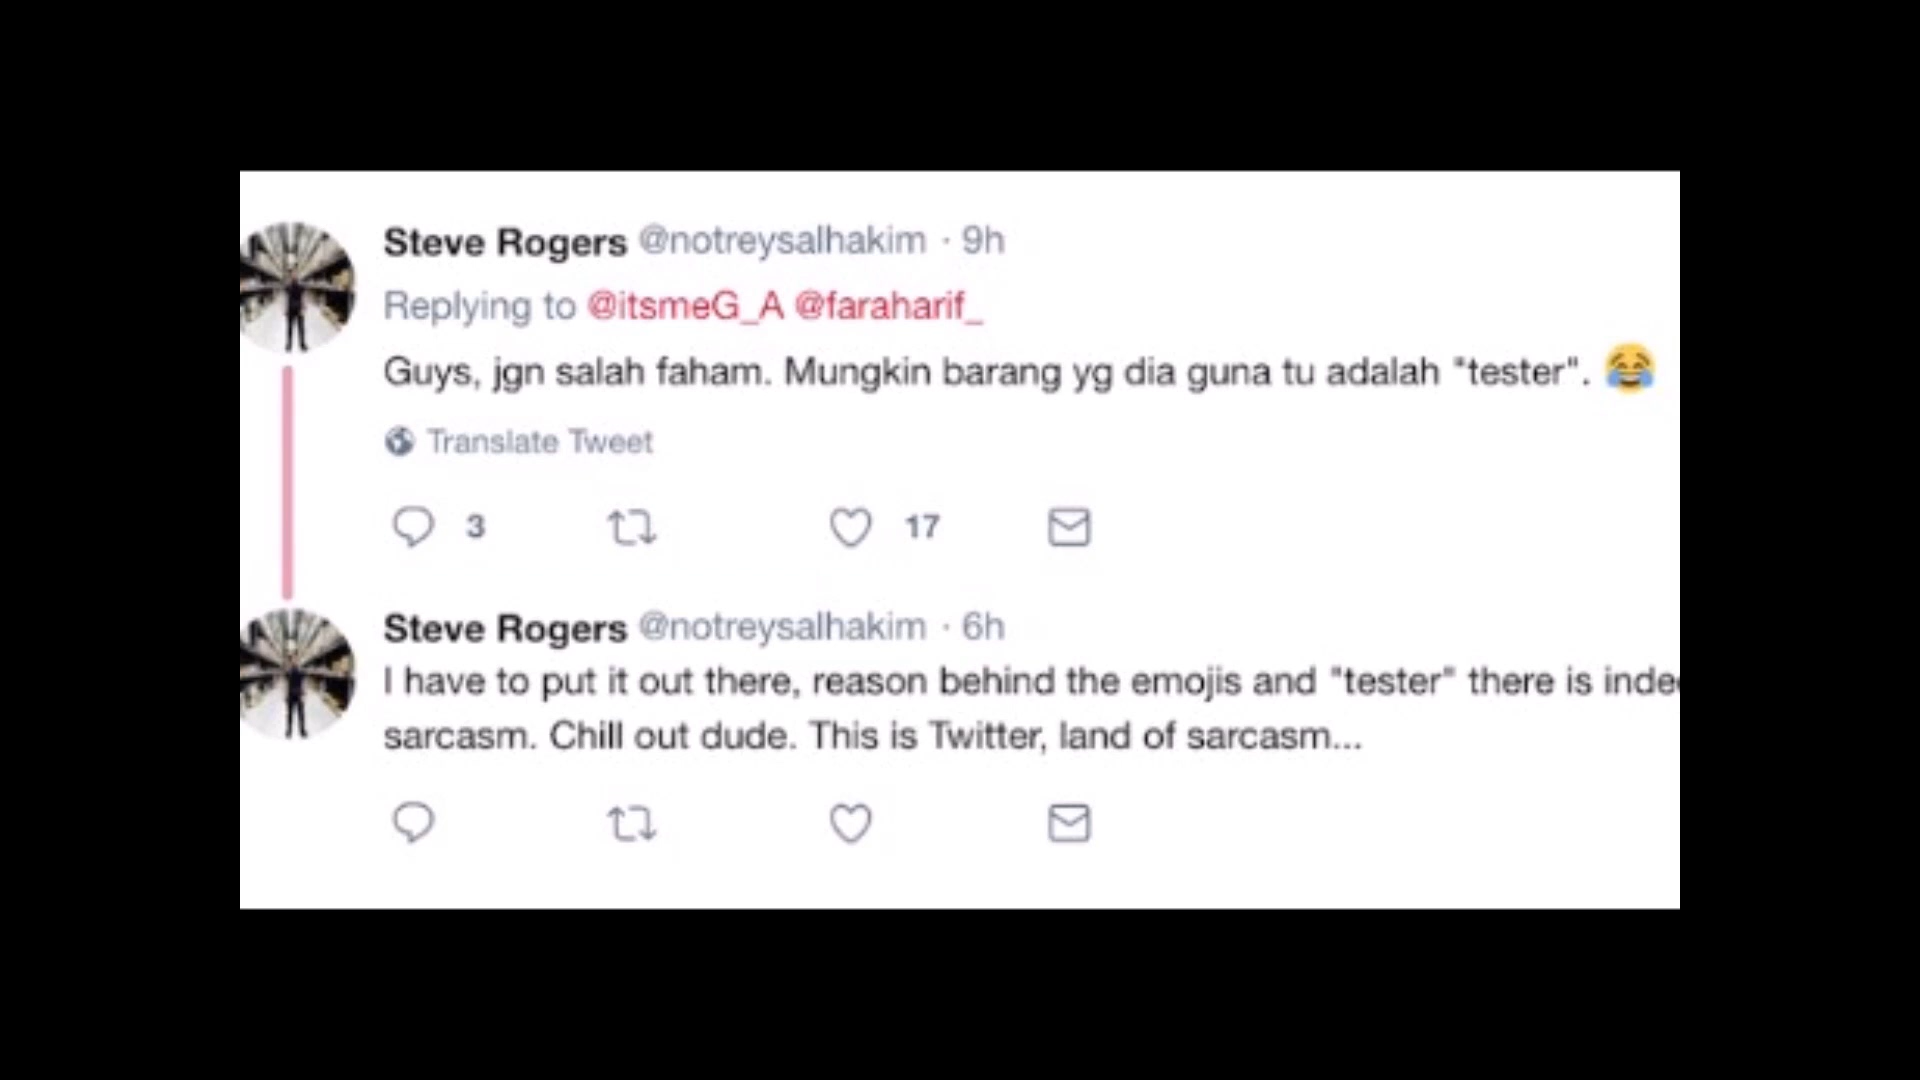 Steve Rogers @notreysalhakim · 9h
Replying to @itsmeG_A @faraharif_
Guys, jgn salah faham. Mungkin barang yg dia guna tu adalah "tester". 😂
Translate Tweet
3 17
Steve Rogers @notreysalhakim · 6h
I have to put it out there, reason behind the emojis and "tester" there is inde
sarcasm. Chill out dude. This is Twitter, land of sarcasm...